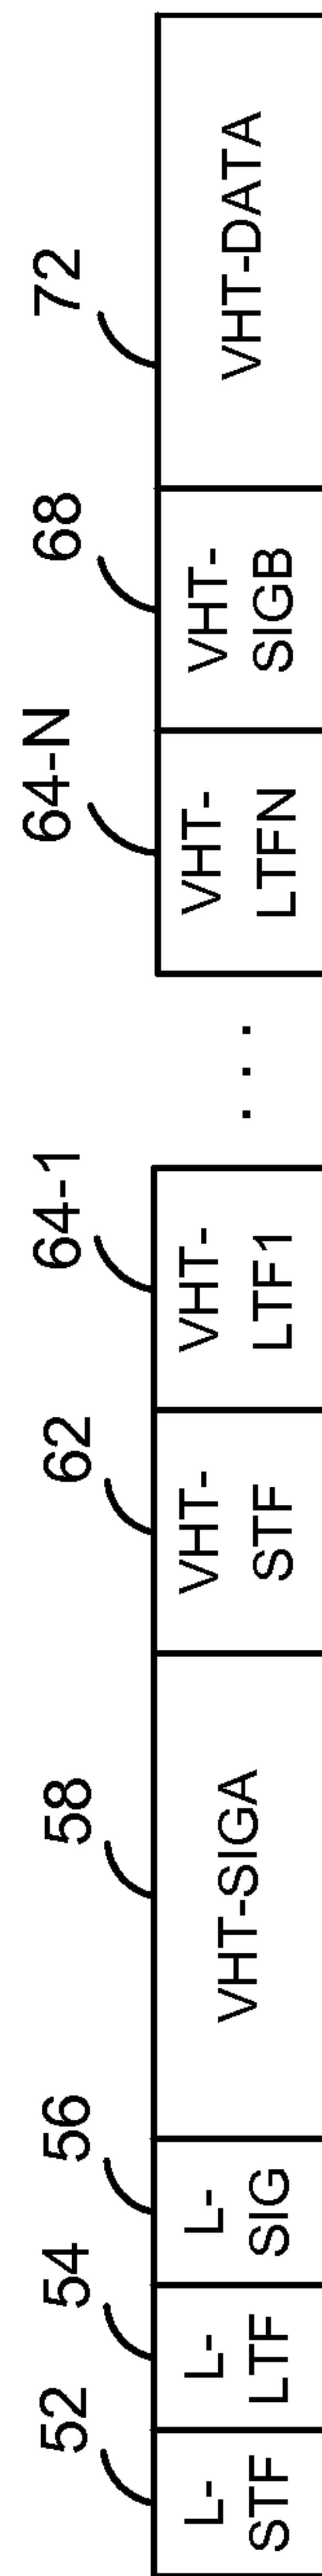 52
54
56
58
62
64-1
64-N
68
72
L-
STF
L-
LTF
L-
SIG
VHT-SIGA
VHT-
STF
VHT-
LTF1
. . .
VHT-
LTFN
VHT-
SIGB
VHT-DATA